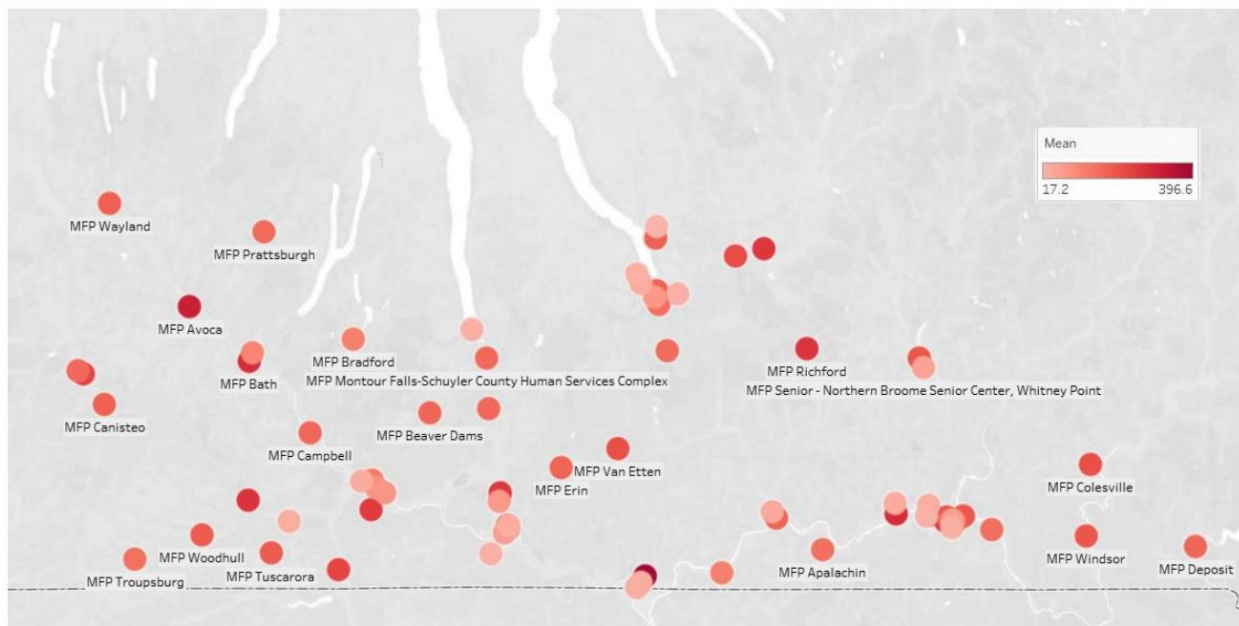 Mean
17.2 396.6
MFP Wayland
MFP Prattsburgh
MFP Avoca
MFP Bradford
MFP Richford
MFP Bath
MFP Montour Falls-Schuyler County Human Services Complex
MFP Senior - Northern Broome Senior Center, Whitney Point
MFP Canisteo
MFP Beaver Dams
MFP Campbell
MFP Van Etten
MFP Erin
MFP Colesville
MFP Woodhull
MFP Windsor
MFP Apalachin
MFP Deposit
MFP Tuscarora
MFP Troupsburg